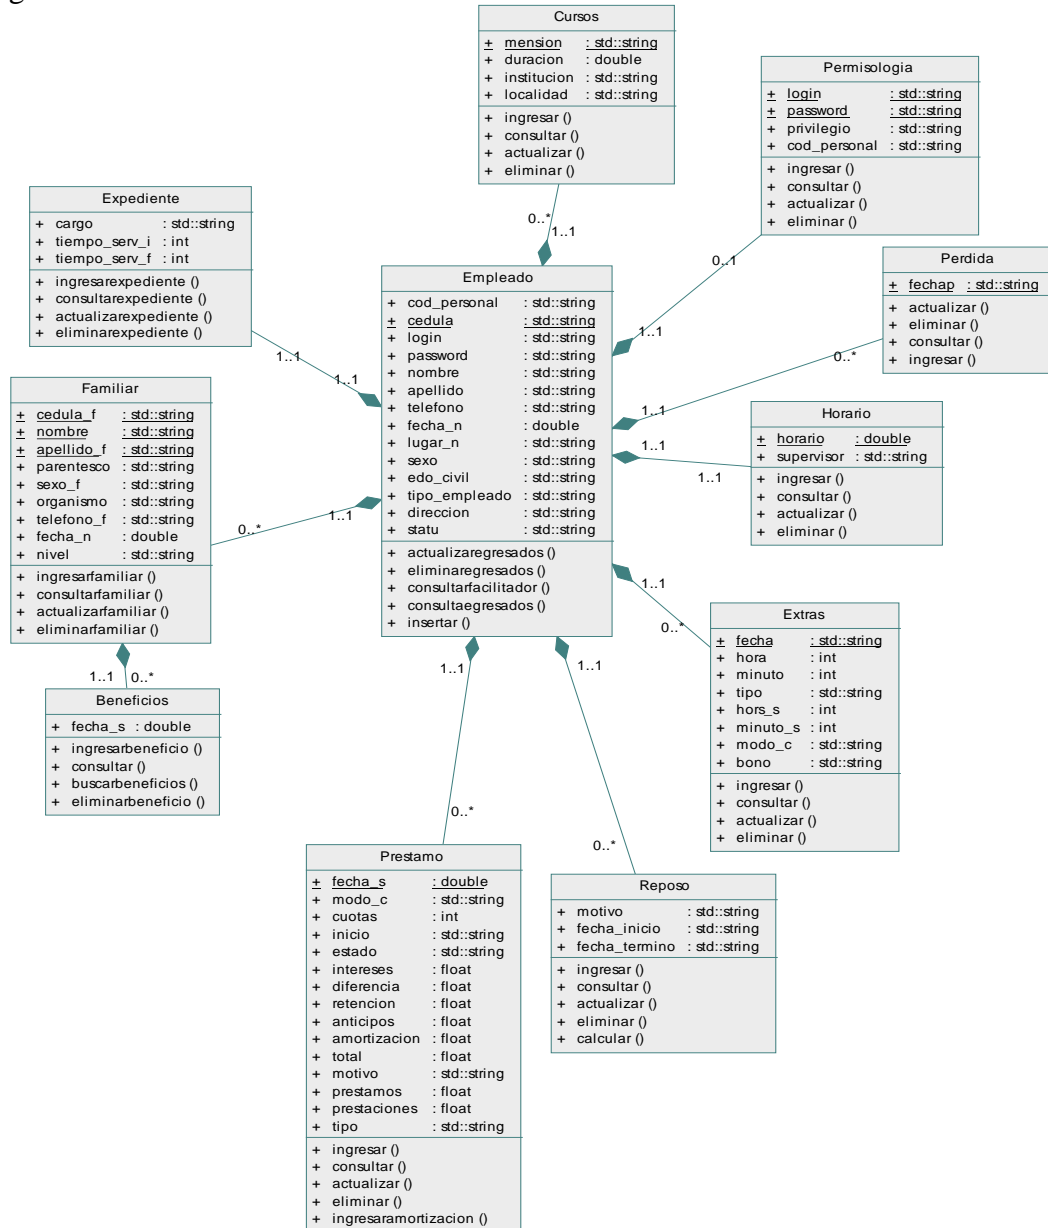 g
Cursos
+ mension : std::string
+ duracion : double
+ institucion : std::string
+ localidad : std::string
+ ingresar ()
+ consultar ()
+ actualizar ()
+ eliminar ()
Permisologia
+ login : std::string
+ password : std::string
+ privilegio : std::string
+ cod_personal : std::string
+ ingresar ()
+ consultar ()
+ actualizar ()
+ eliminar ()
Expediente
+ cargo : std::string
+ tiempo_serv_i : int
+ tiempo_serv_f : int
+ ingresarexpediente ()
+ consultarexpediente ()
+ actualizarexpediente ()
+ eliminarexpediente ()
0..*
1..1
0..1
1..1
Perdida
+ fechap : std::string
+ actualizar ()
+ eliminar ()
+ consultar ()
+ ingresar ()
Empleado
+ cod_personal : std::string
+ cedula : std::string
+ login : std::string
+ password : std::string
+ nombre : std::string
+ apellido : std::string
+ telefono : std::string
+ fecha_n : double
+ lugar_n : std::string
+ sexo : std::string
+ edo_civil : std::string
+ tipo_empleado : std::string
+ direccion : std::string
+ statu : std::string
+ actualizaregresados ()
+ eliminaregresados ()
+ consultarfacilitador ()
+ consultaegresados ()
+ insertar ()
1..1
1..1
0..*
1..1
Familiar
+ cedula_f : std::string
+ nombre : std::string
+ apellido_f : std::string
+ parentesco : std::string
+ sexo_f : std::string
+ organismo : std::string
+ telefono_f : std::string
+ fecha_n : double
+ nivel : std::string
+ ingresarfamiliar ()
+ consultarfamiliar ()
+ actualizarfamiliar ()
+ eliminarfamiliar ()
Horario
+ horario : double
+ supervisor : std::string
+ ingresar ()
+ consultar ()
+ actualizar ()
+ eliminar ()
1..1
1..1
0..*
1..1
1..1
0..*
Extras
+ fecha : std::string
+ hora : int
+ minuto : int
+ tipo : std::string
+ hors_s : int
+ minuto_s : int
+ modo_c : std::string
+ bono : std::string
+ ingresar ()
+ consultar ()
+ actualizar ()
+ eliminar ()
1..1
0..*
Beneficios
+ fecha_s : double
+ ingresarbeneficio ()
+ consultar ()
+ buscarbeneficios ()
+ eliminarbeneficio ()
1..1
1..1
0..*
0..*
Prestamo
+ fecha_s : double
+ modo_c : std::string
+ cuotas : int
+ inicio : std::string
+ estado : std::string
+ intereses : float
+ diferencia : float
+ retencion : float
+ anticipos : float
+ amortizacion : float
+ total : float
+ motivo : std::string
+ prestamos : float
+ prestaciones : float
+ tipo : std::string
+ ingresar ()
+ consultar ()
+ actualizar ()
+ eliminar ()
+ ingresaramortizacion ()
Reposo
+ motivo : std::string
+ fecha_inicio : std::string
+ fecha_termino : std::string
+ ingresar ()
+ consultar ()
+ actualizar ()
+ eliminar ()
+ calcular ()